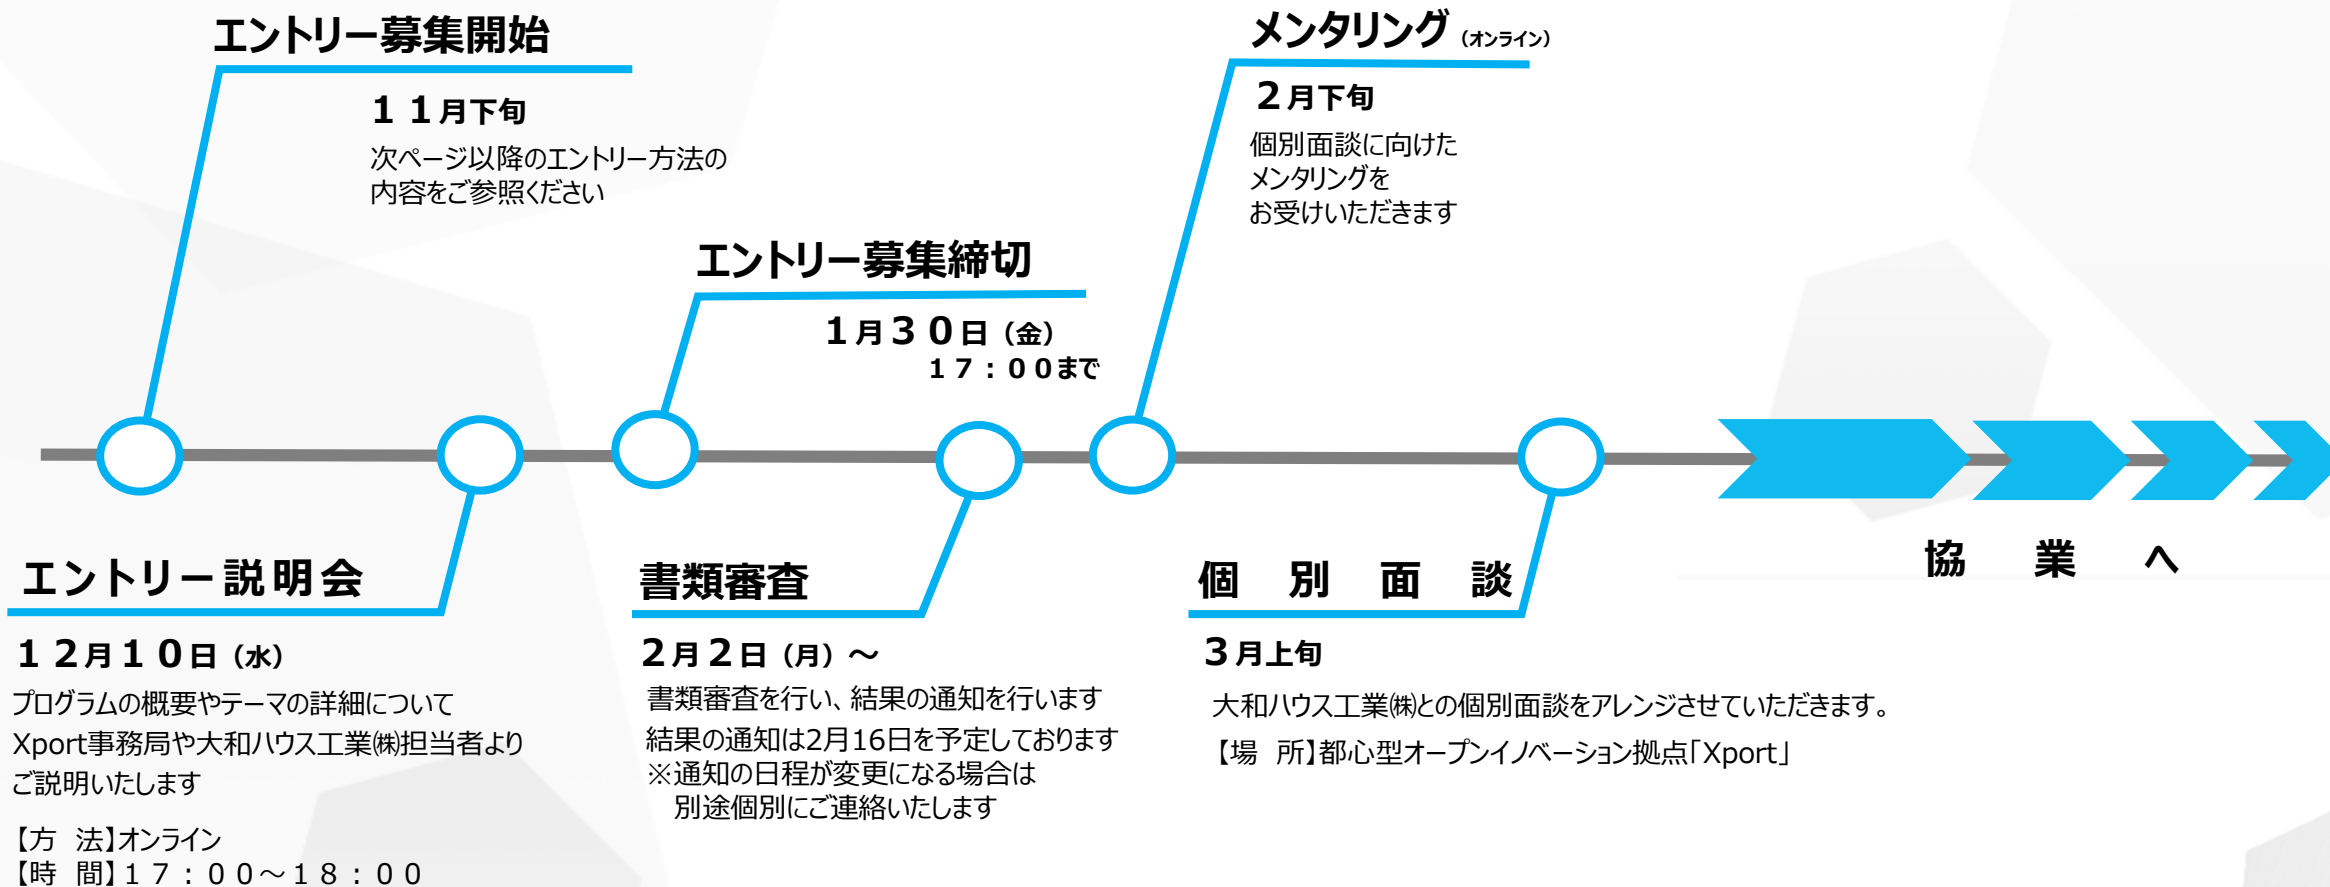 エントリー募集開始
１１月下旬
次ページ以降のエントリー方法の
内容をご参照ください
エントリー説明会
１２月１０日（水）
プログラムの概要やテーマの詳細について
Xport事務局や大和ハウス工業㈱担当者より
ご説明いたします
【方　法】オンライン
【時　間】１７：００～１８：００
エントリー募集締切
１月３０日（金）
１７：００まで
書類審査
２月２日（月）～
書類審査を行い、結果の通知を行います
結果の通知は2月16日を予定しております
※通知の日程が変更になる場合は
別途個別にご連絡いたします
メンタリング（オンライン）
２月下旬
個別面談に向けた
メンタリングを
お受けいただきます
個　別　面　談
３月上旬
大和ハウス工業㈱との個別面談をアレンジさせていただきます。
【場　所】都心型オープンイノベーション拠点「Xport」
協　業　へ